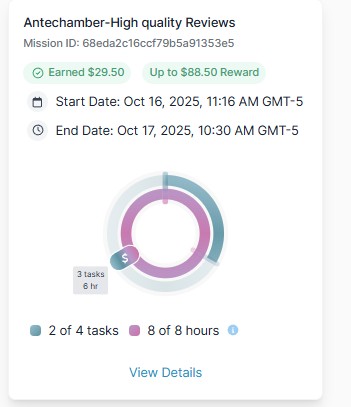 Antechamber-High quality Reviews
Mission ID: 68eda2c16ccf79b5a91353e5
Earned $29.50 Up to $88.50 Reward
Start Date: Oct 16, 2025, 11:16 AM GMT-5
End Date: Oct 17, 2025, 10:30 AM GMT-5
$
3 tasks
6 hr
2 of 4 tasks 8 of 8 hours i
View Details